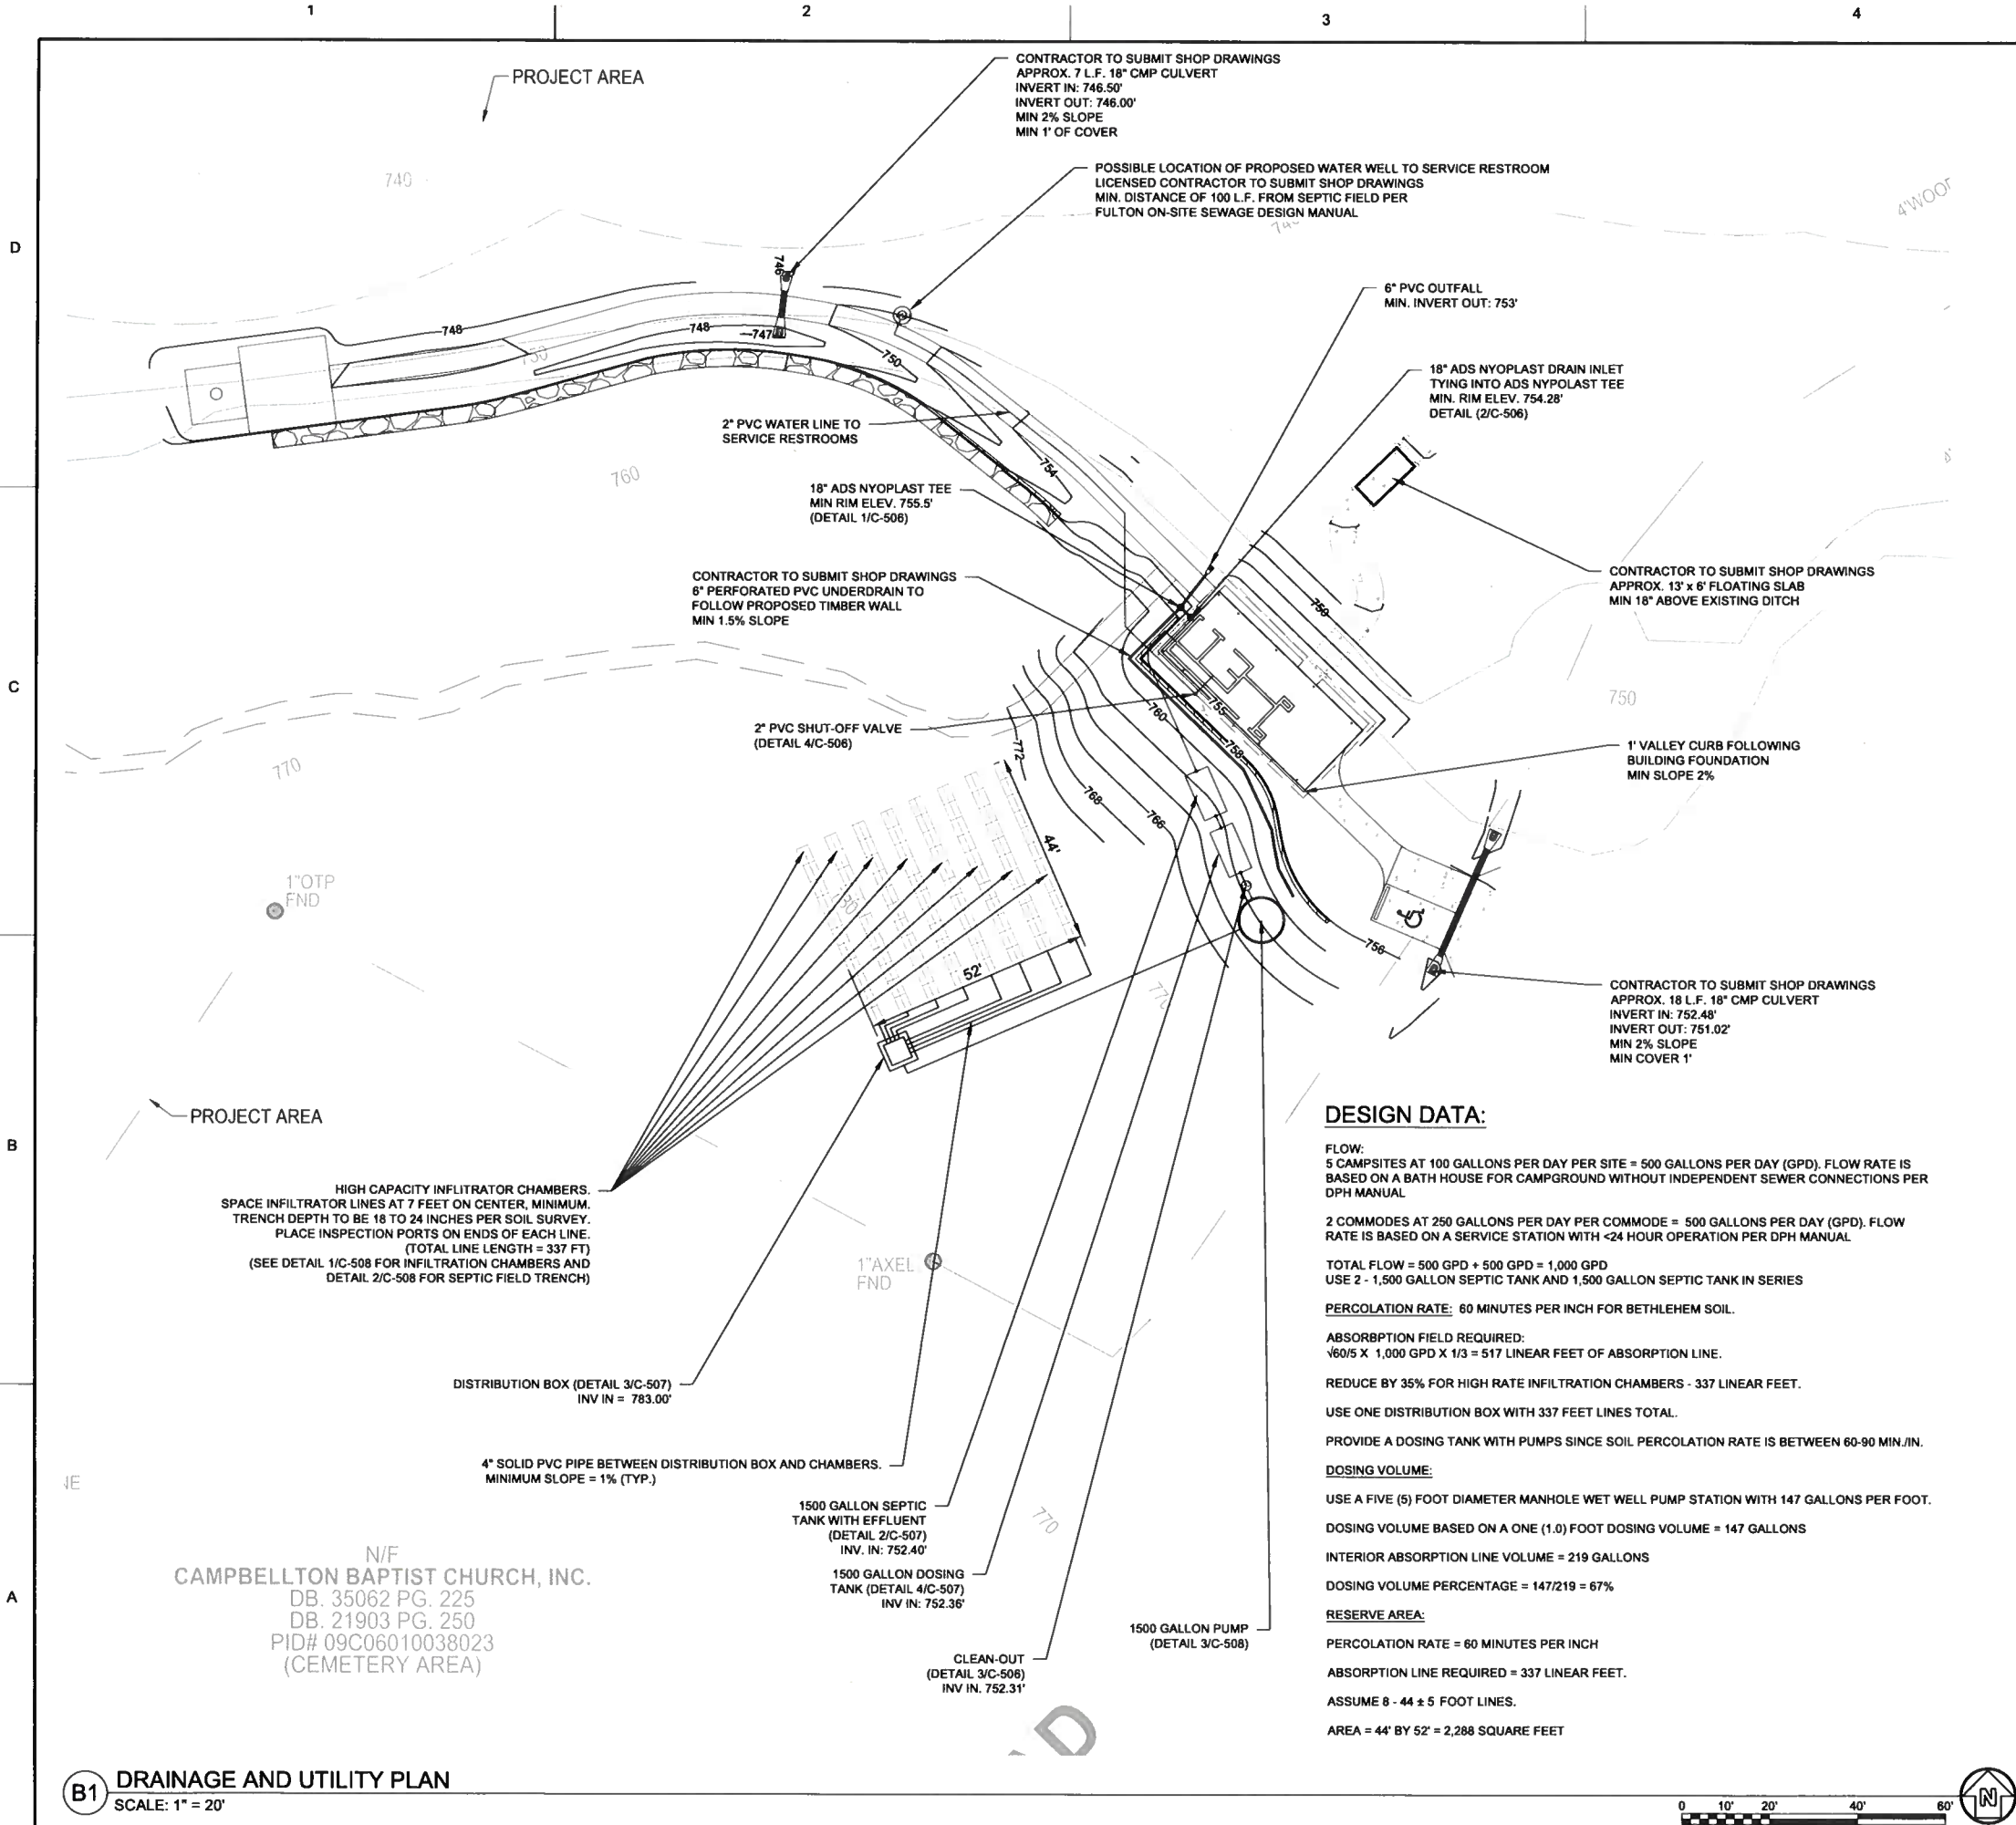 1
2
3
4
D
C
B
A
PROJECT AREA
CONTRACTOR TO SUBMIT SHOP DRAWINGS
APPROX. 7 L.F. 18" CMP CULVERT
INVERT IN: 746.50'
INVERT OUT: 746.00'
MIN 2% SLOPE
MIN 1' OF COVER
740
POSSIBLE LOCATION OF PROPOSED WATER WELL TO SERVICE RESTROOM
LICENSED CONTRACTOR TO SUBMIT SHOP DRAWINGS
MIN. DISTANCE OF 100 L.F. FROM SEPTIC FIELD PER
FULTON ON-SITE SEWAGE DESIGN MANUAL
746
6" PVC OUTFALL
MIN. INVERT OUT: 753'
748
748
747
750
750
18" ADS NYOPLAST DRAIN INLET
TYING INTO ADS NYPOLAST TEE
MIN. RIM ELEV. 754.28'
DETAIL (2/C-506)
2" PVC WATER LINE TO
SERVICE RESTROOMS
754
760
18" ADS NYOPLAST TEE
MIN RIM ELEV. 755.5'
(DETAIL 1/C-506)
CONTRACTOR TO SUBMIT SHOP DRAWINGS
6" PERFORATED PVC UNDERDRAIN TO
FOLLOW PROPOSED TIMBER WALL
MIN 1.5% SLOPE
CONTRACTOR TO SUBMIT SHOP DRAWINGS
APPROX. 13' x 6' FLOATING SLAB
MIN 18" ABOVE EXISTING DITCH
750
750
755
760
758
2" PVC SHUT-OFF VALVE
(DETAIL 4/C-506)
772
768
766
770
1' VALLEY CURB FOLLOWING
BUILDING FOUNDATION
MIN SLOPE 2%
44'
52'
1"OTP
FND
756
770
CONTRACTOR TO SUBMIT SHOP DRAWINGS
APPROX. 18 L.F. 18" CMP CULVERT
INVERT IN: 752.48'
INVERT OUT: 751.02'
MIN 2% SLOPE
MIN COVER 1'
PROJECT AREA
HIGH CAPACITY INFLITRATOR CHAMBERS.
SPACE INFILTRATOR LINES AT 7 FEET ON CENTER, MINIMUM.
TRENCH DEPTH TO BE 18 TO 24 INCHES PER SOIL SURVEY.
PLACE INSPECTION PORTS ON ENDS OF EACH LINE.
(TOTAL LINE LENGTH = 337 FT)
(SEE DETAIL 1/C-508 FOR INFILTRATION CHAMBERS AND
DETAIL 2/C-508 FOR SEPTIC FIELD TRENCH)
1"AXEL
FND
DISTRIBUTION BOX (DETAIL 3/C-507)
INV IN = 783.00'
4" SOLID PVC PIPE BETWEEN DISTRIBUTION BOX AND CHAMBERS.
MINIMUM SLOPE = 1% (TYP.)
1500 GALLON SEPTIC
TANK WITH EFFLUENT
(DETAIL 2/C-507)
INV. IN: 752.40'
1500 GALLON DOSING
TANK (DETAIL 4/C-507)
INV IN: 752.36'
CLEAN-OUT
(DETAIL 3/C-506)
INV IN. 752.31'
1500 GALLON PUMP
(DETAIL 3/C-508)
770
N/F
CAMPBELLTON BAPTIST CHURCH, INC.
DB. 35062 PG. 225
DB. 21903 PG. 250
PID# 09C06010038023
(CEMETERY AREA)
DESIGN DATA:
FLOW:
5 CAMPSITES AT 100 GALLONS PER DAY PER SITE = 500 GALLONS PER DAY (GPD). FLOW RATE IS
BASED ON A BATH HOUSE FOR CAMPGROUND WITHOUT INDEPENDENT SEWER CONNECTIONS PER
DPH MANUAL
2 COMMODES AT 250 GALLONS PER DAY PER COMMODE = 500 GALLONS PER DAY (GPD). FLOW
RATE IS BASED ON A SERVICE STATION WITH <24 HOUR OPERATION PER DPH MANUAL
TOTAL FLOW = 500 GPD + 500 GPD = 1,000 GPD
USE 2 - 1,500 GALLON SEPTIC TANK AND 1,500 GALLON SEPTIC TANK IN SERIES
PERCOLATION RATE: 60 MINUTES PER INCH FOR BETHLEHEM SOIL.
ABSORBPTION FIELD REQUIRED:
√60/5 X 1,000 GPD X 1/3 = 517 LINEAR FEET OF ABSORPTION LINE.
REDUCE BY 35% FOR HIGH RATE INFILTRATION CHAMBERS - 337 LINEAR FEET.
USE ONE DISTRIBUTION BOX WITH 337 FEET LINES TOTAL.
PROVIDE A DOSING TANK WITH PUMPS SINCE SOIL PERCOLATION RATE IS BETWEEN 60-90 MIN./IN.
DOSING VOLUME:
USE A FIVE (5) FOOT DIAMETER MANHOLE WET WELL PUMP STATION WITH 147 GALLONS PER FOOT.
DOSING VOLUME BASED ON A ONE (1.0) FOOT DOSING VOLUME = 147 GALLONS
INTERIOR ABSORPTION LINE VOLUME = 219 GALLONS
DOSING VOLUME PERCENTAGE = 147/219 = 67%
RESERVE AREA:
PERCOLATION RATE = 60 MINUTES PER INCH
ABSORPTION LINE REQUIRED = 337 LINEAR FEET.
ASSUME 8 - 44 ± 5 FOOT LINES.
AREA = 44' BY 52' = 2,288 SQUARE FEET
B1
DRAINAGE AND UTILITY PLAN
SCALE: 1" = 20'
0 10' 20' 40' 60'
N